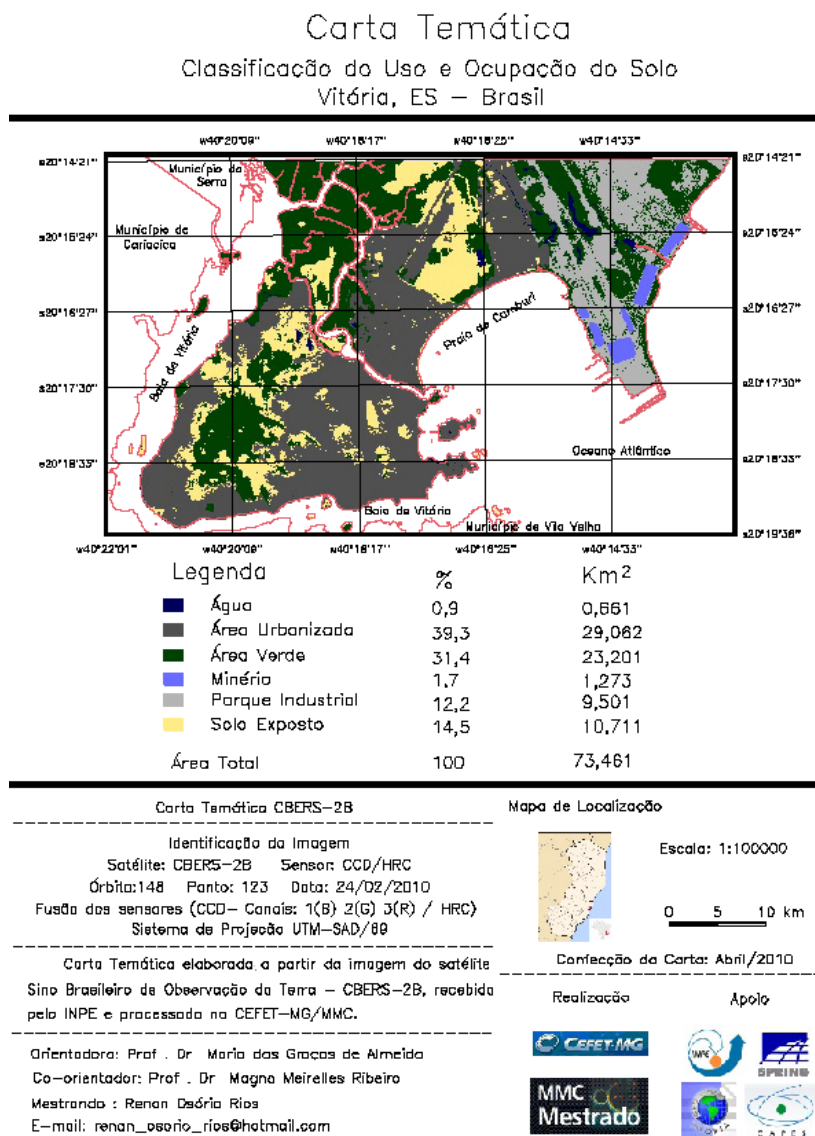 Carta Temática
Classificação do Uso e Ocupação do Solo
Vitória, ES – Brasil
w40°20'09" w40°18'17" w40°16'25" w40°14'33"
s20°14'21" s20°14'21"
Município da
Serra
Município de
Cariacica
s20°15'24" s20°15'24"
s20°16'27" s20°16'27"
Praia de Camburi
Baia de Vitória
s20°17'30" s20°17'30"
Oceano Atlântico
s20°18'33" s20°18'33"
Baia de Vitória
Município de Vila Velha
s20°19'36"
w40°22'01" w40°20'09" w40°18'17" w40°16'25" w40°14'33"
Legenda % Km²
Água 0,9 0,661
Área Urbanizada 39,3 29,062
Área Verde 31,4 23,201
Minério 1,7 1,273
Parque Industrial 12,2 9,501
Solo Exposto 14,5 10,711
Área Total 100 73,461
Carta Temática CBERS–2B
Identificação da Imagem
Satélite: CBERS–2B Sensor: CCD/HRC
Órbita:148 Ponto: 123 Data: 24/02/2010
Fusão dos sensores (CCD– Canais: 1(B) 2(G) 3(R) / HRC)
Sistema de Projeção UTM–SAD/69
Carta Temática elaborada a partir da imagem do satélite
Sino Brasileiro de Observação da Terra – CBERS–2B, recebida
pelo INPE e processada no CEFET–MG/MMC.
Orientadora: Prof . Dr Maria das Graças de Almeida
Co–orientador: Prof . Dr Magno Meirelles Ribeiro
Mestrando : Renan Osório Rios
E–mail: renan_osorio_rios@hotmail.com
Mapa de Localização
Escala: 1:100000
0 5 10 km
Confecção da Carta: Abril/2010
Realização Apoio
CEFET-MG
INPE
SPRING
MMC
Mestrado
CAPES